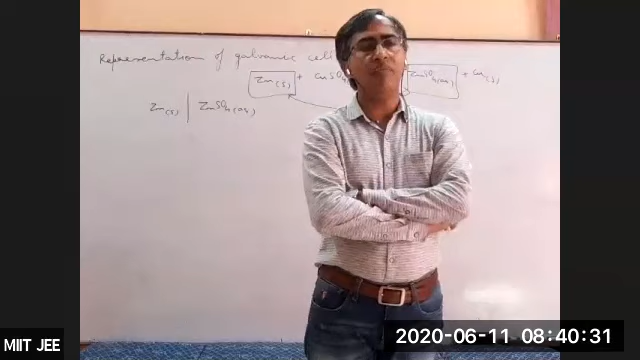 Representation of galvanic cell
Zn(s) + CuSO4 ZnSO4(aq) + Cu(s)
Zn(s) | ZnSO4(aq)
MIIT JEE
2020-06-11 08:40:31